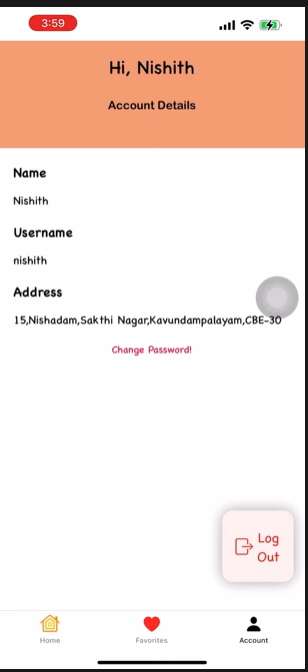 3:59
Hi, Nishith
Account Details
Name
Nishith
Username
nishith
Address
15,Nishadam,Sakthi Nagar,Kavundampalayam,CBE-30
Change Password!
Log
Out
Home
Favorites
Account